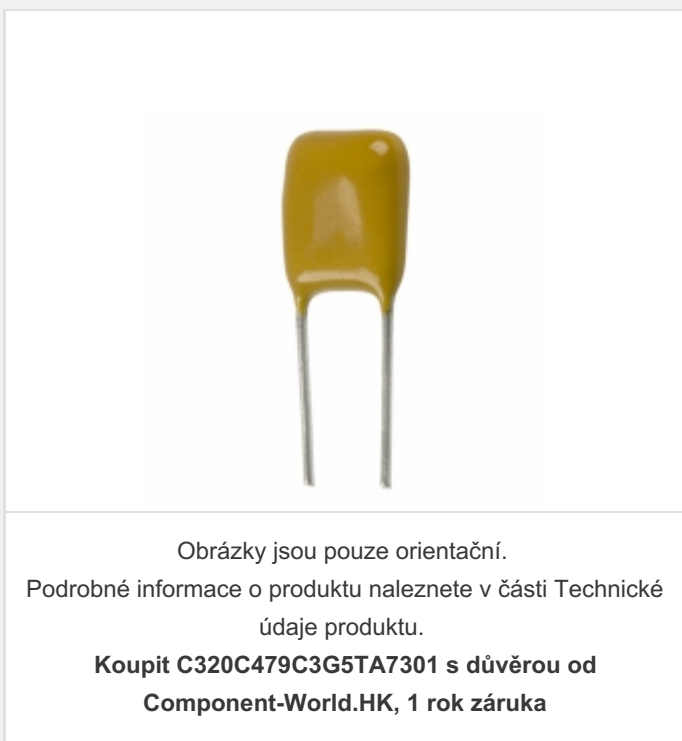 Obrázky jsou pouze orientační.
Podrobné informace o produktu naleznete v části Technické
údaje produktu.
Koupit C320C479C3G5TA7301 s důvěrou od
Component-World.HK, 1 rok záruka